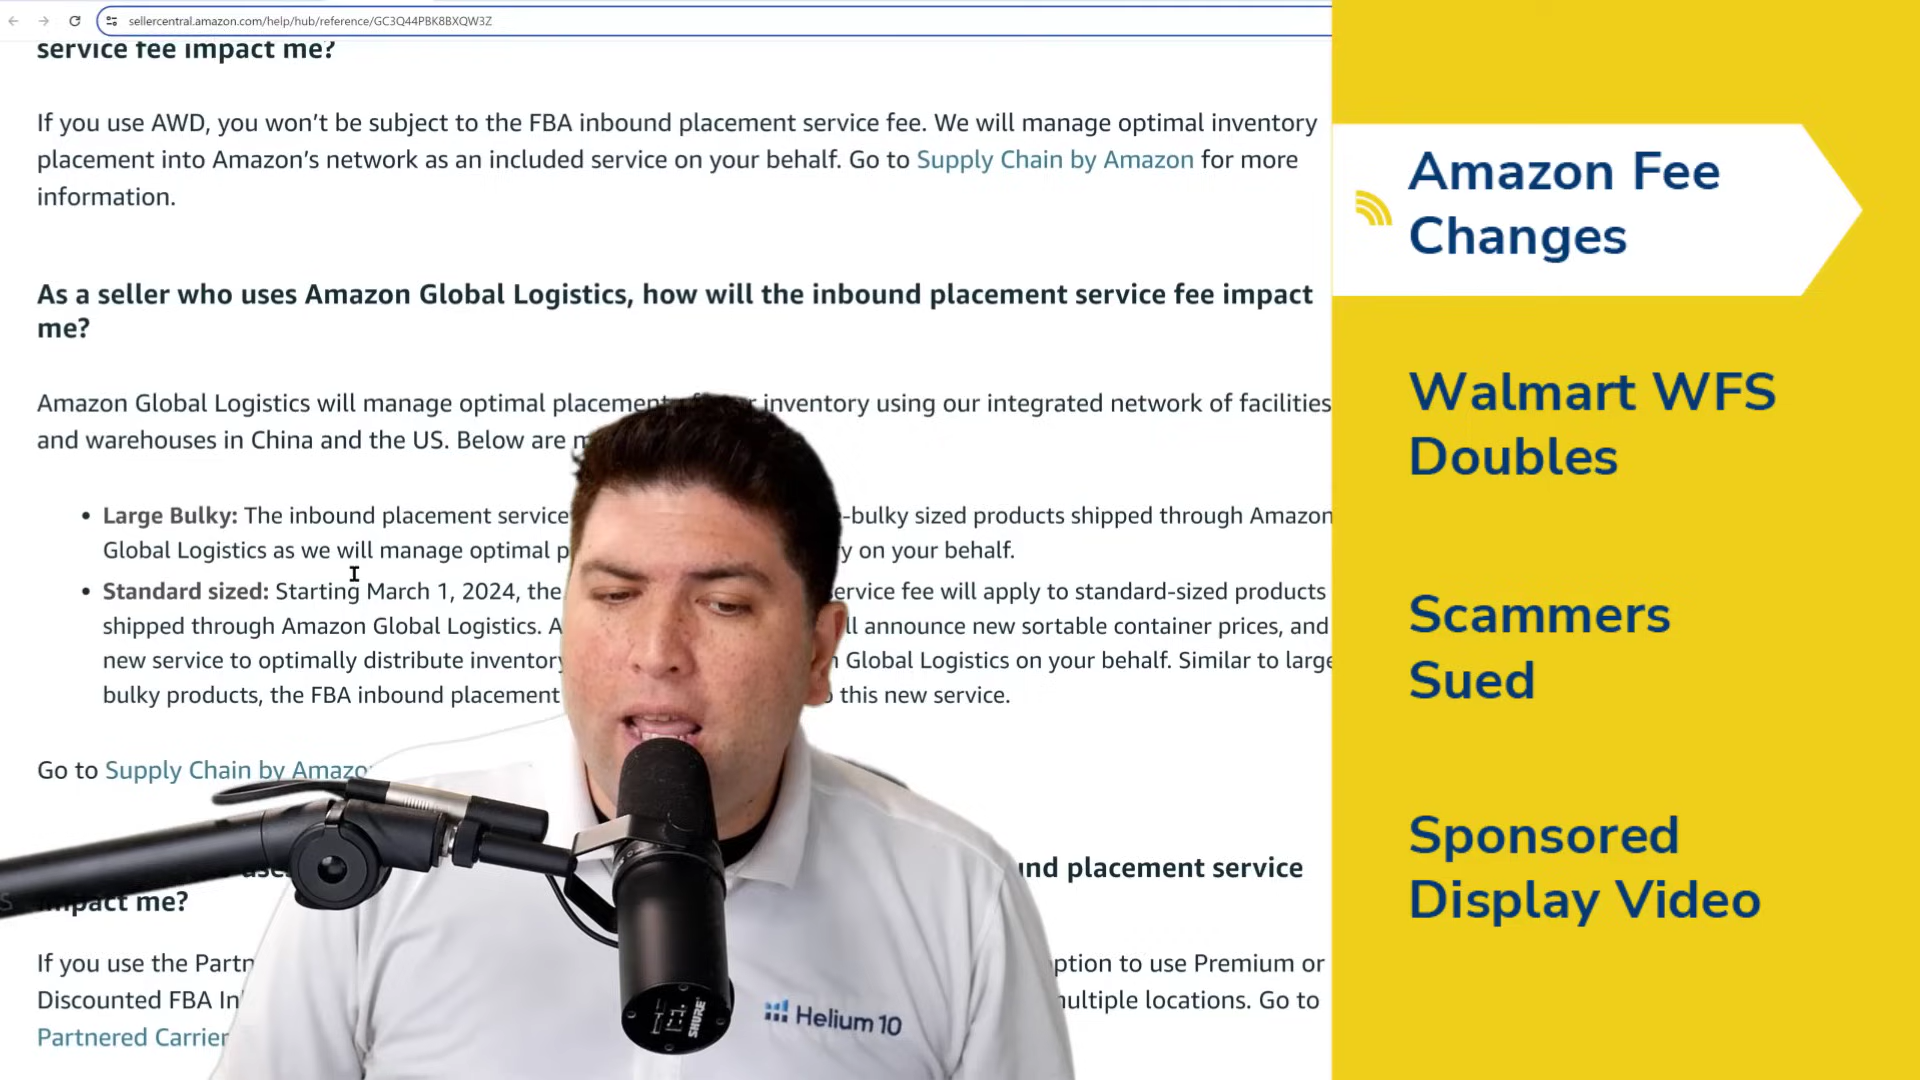 sellercentral.amazon.com/help/hub/reference/GC3Q44PBK8BXQW3Z
service fee impact me?
If you use AWD, you won't be subject to the FBA inbound placement service fee. We will manage optimal inventory
placement into Amazon's network as an included service on your behalf. Go to Supply Chain by Amazon for more
information.
As a seller who uses Amazon Global Logistics, how will the inbound placement service fee impact
me?
Amazon Global Logistics will manage optimal placement inventory using our integrated network of facilities
and warehouses in China and the US. Below are
• Large Bulky: The inbound placement service -bulky sized products shipped through Amazon
Global Logistics as we will manage optimal on your behalf.
• Standard sized: Starting March 1, 2024, the service fee will apply to standard-sized products
shipped through Amazon Global Logistics. announce new sortable container prices, and
new service to optimally distribute inventory Global Logistics on your behalf. Similar to large
bulky products, the FBA inbound placement this new service.
Go to Supply Chain by Amazon
placement service
impact me?
If you use the to use Premium or
Discounted FBA multiple locations. Go to
Partnered Carrier
SHURE
Helium 10
Amazon Fee
Changes
Walmart WFS
Doubles
Scammers
Sued
Sponsored
Display Video